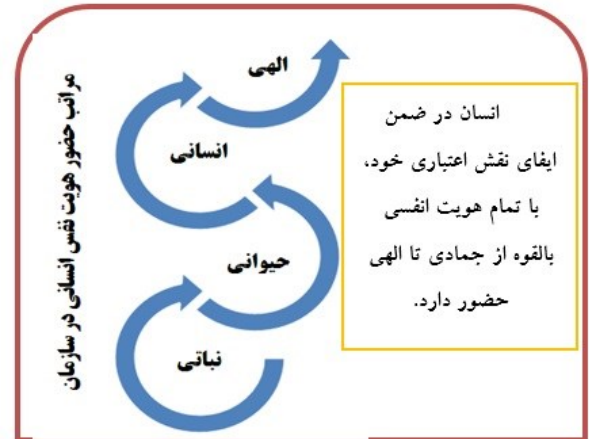 مراتب حضور هویت نفس انسانی در سازمان
الهی
انسانی
حیوانی
نباتی
انسان در ضمن
ایفای نقش اعتباری خود،
با تمام هویت انفسی
بالقوه از جمادی تا الهی
حضور دارد.